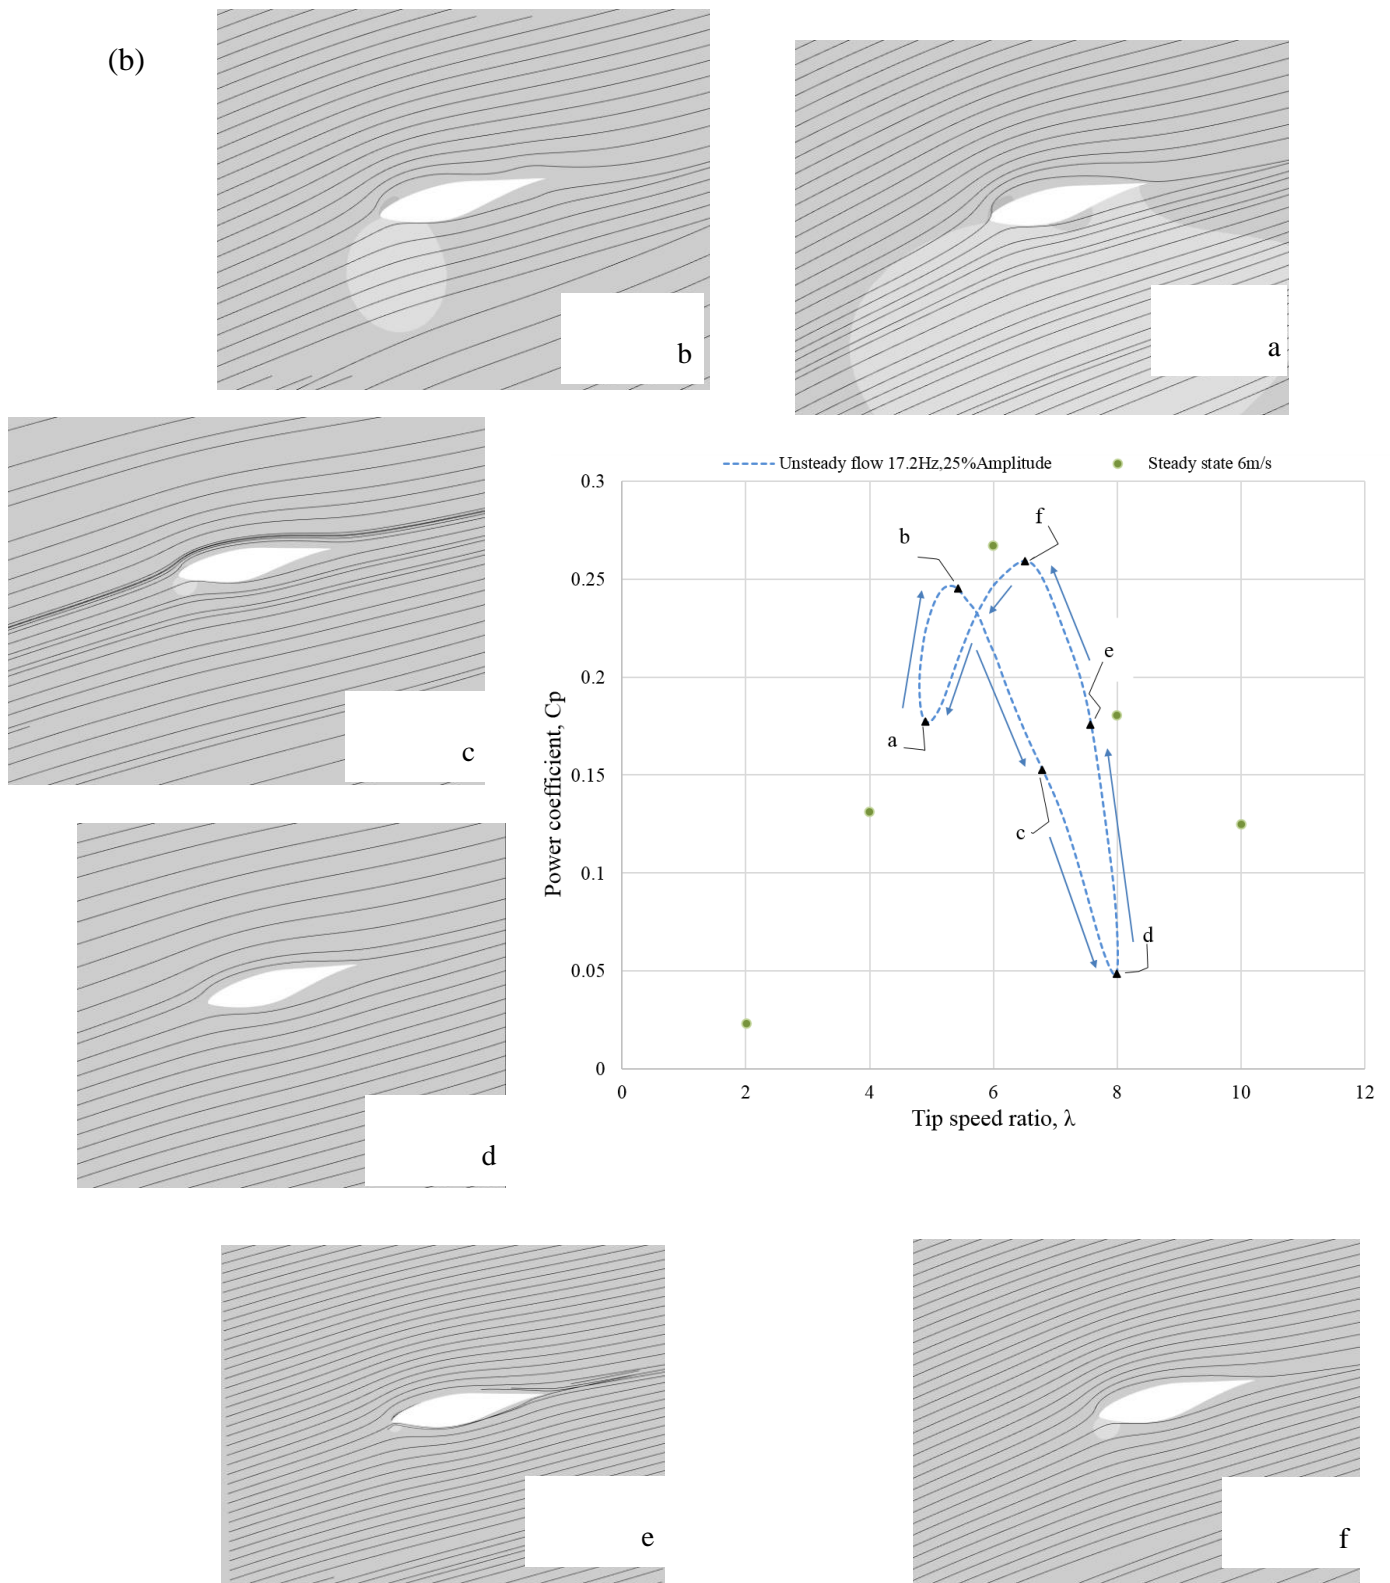 (b)
b
a
c
d
Unsteady flow 17.2Hz,25%Amplitude
Steady state 6m/s
0.3
0.25
0.2
0.15
0.1
0.05
0
Power coefficient, Cp
b
f
e
a
c
d
0 2 4 6 8 10 12
Tip speed ratio, λ
e
f